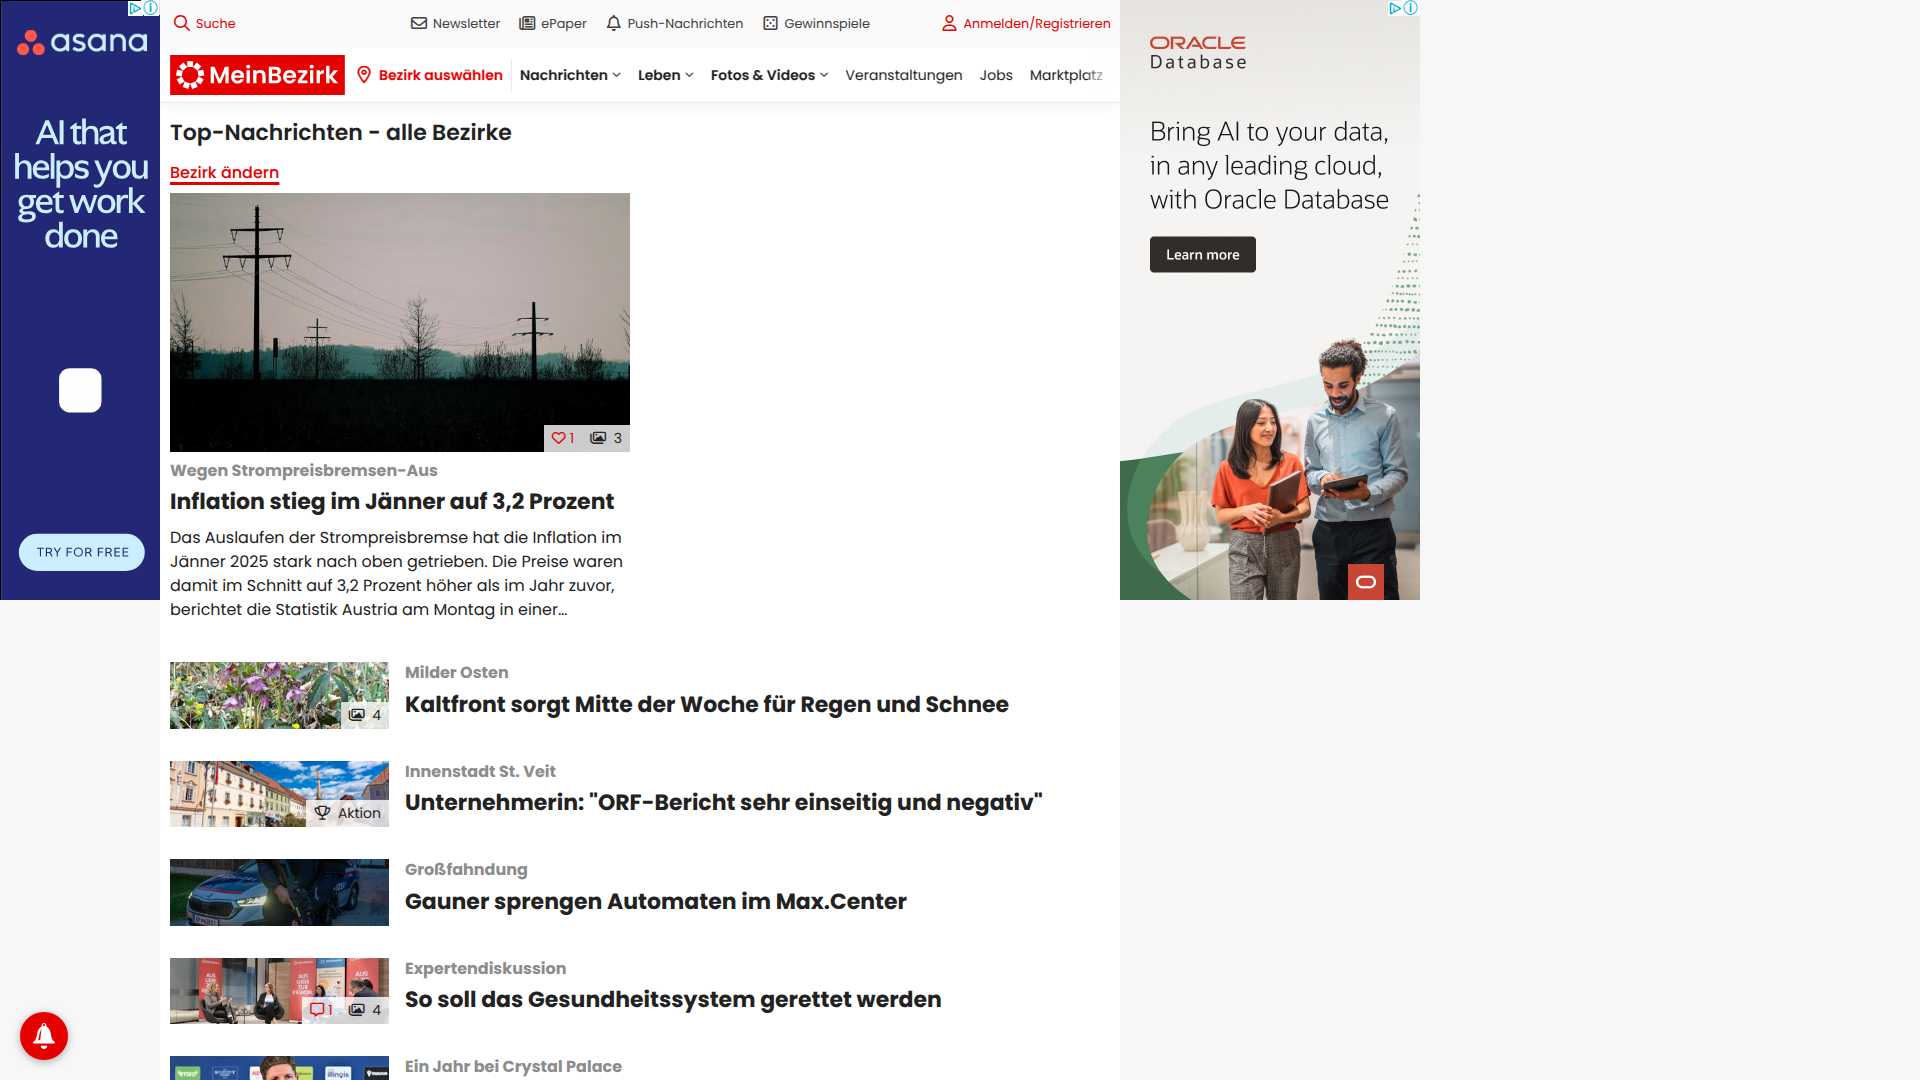 asana
AI that
helps you
get work
done
TRY FOR FREE
Suche
Newsletter
ePaper
Push-Nachrichten
Gewinnspiele
Anmelden/Registrieren
MeinBezirk
Bezirk auswählen
Nachrichten
Leben
Fotos & Videos
Veranstaltungen
Jobs
Marktplatz
Top-Nachrichten - alle Bezirke
Bezirk ändern
1
3
Wegen Strompreisbremsen-Aus
Inflation stieg im Jänner auf 3,2 Prozent
Das Auslaufen der Strompreisbremse hat die Inflation im
Jänner 2025 stark nach oben getrieben. Die Preise waren
damit im Schnitt auf 3,2 Prozent höher als im Jahr zuvor,
berichtet die Statistik Austria am Montag in einer...
4
Milder Osten
Kaltfront sorgt Mitte der Woche für Regen und Schnee
Aktion
Innenstadt St. Veit
Unternehmerin: "ORF-Bericht sehr einseitig und negativ"
Großfahndung
Gauner sprengen Automaten im Max.Center
1
4
Expertendiskussion
So soll das Gesundheitssystem gerettet werden
Ein Jahr bei Crystal Palace
ORACLE
Database
Bring AI to your data,
in any leading cloud,
with Oracle Database
Learn more